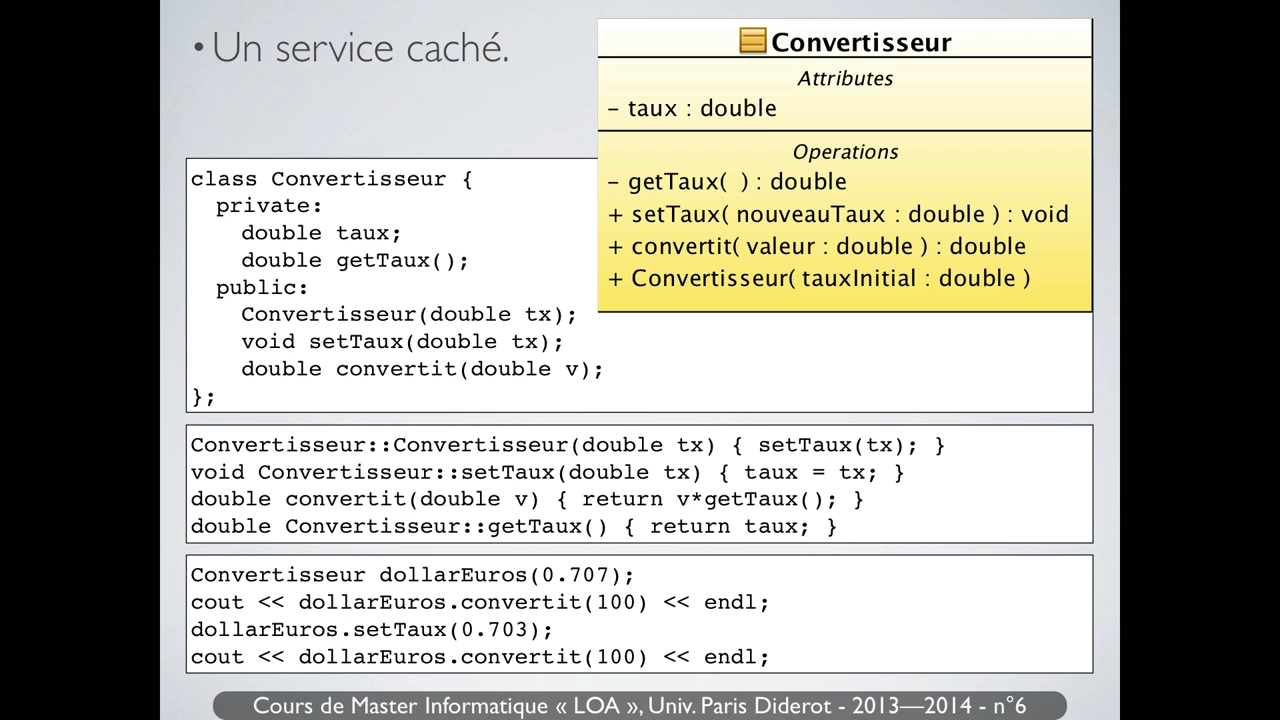 • Un service caché.
Convertisseur
Attributes
- taux : double
Operations
- getTaux( ) : double
+ setTaux( nouveauTaux : double ) : void
+ convertit( valeur : double ) : double
+ Convertisseur( tauxInitial : double )
class Convertisseur {
  private:
    double taux;
    double getTaux();
  public:
    Convertisseur(double tx);
    void setTaux(double tx);
    double convertit(double v);
};
Convertisseur::Convertisseur(double tx) { setTaux(tx); }
void Convertisseur::setTaux(double tx) { taux = tx; }
double convertit(double v) { return v*getTaux(); }
double Convertisseur::getTaux() { return taux; }
Convertisseur dollarEuros(0.707);
cout << dollarEuros.convertit(100) << endl;
dollarEuros.setTaux(0.703);
cout << dollarEuros.convertit(100) << endl;
Cours de Master Informatique « LOA », Univ. Paris Diderot - 2013—2014 - n°6